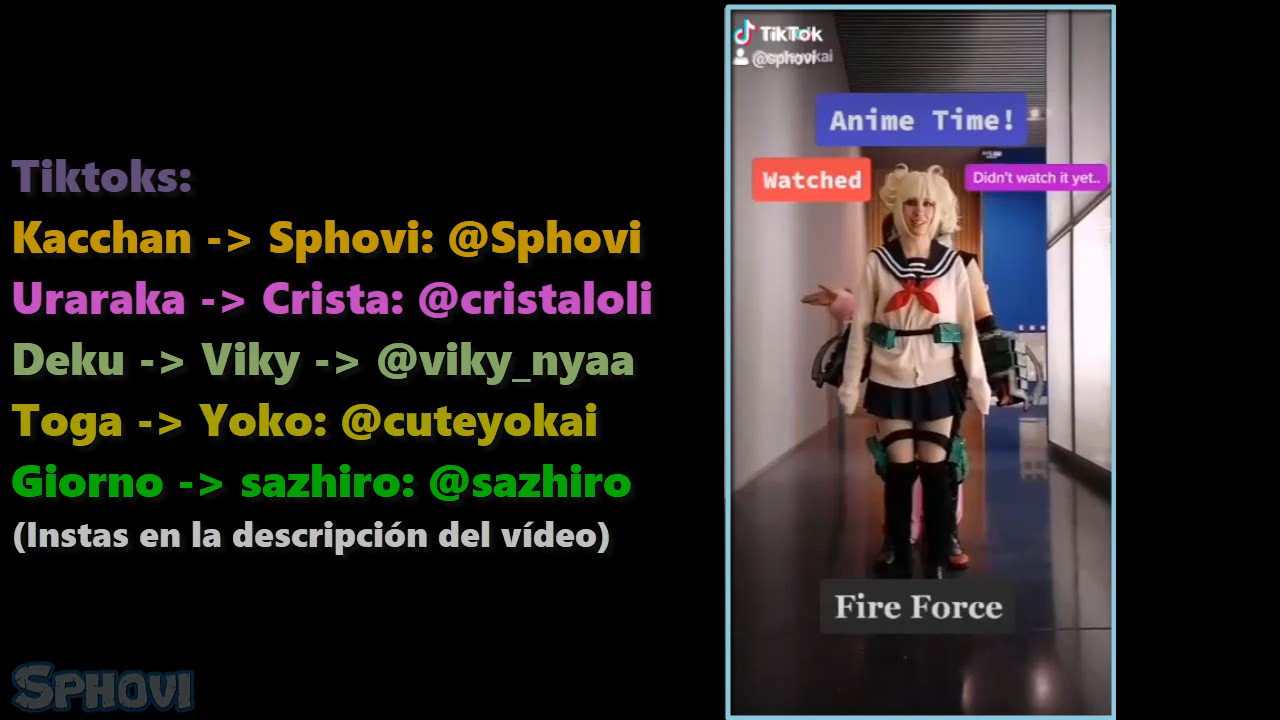 Tiktoks:
Kacchan -> Sphovi: @Sphovi
Uraraka -> Crista: @cristaloli
Deku -> Viky -> @viky_nyaa
Toga -> Yoko: @cuteyokai
Giorno -> sazhiro: @sazhiro
(Instas en la descripción del vídeo)
SPHOVI
TikTok
@sphovi
Anime Time!
Watched
Didn't watch it yet..
Fire Force